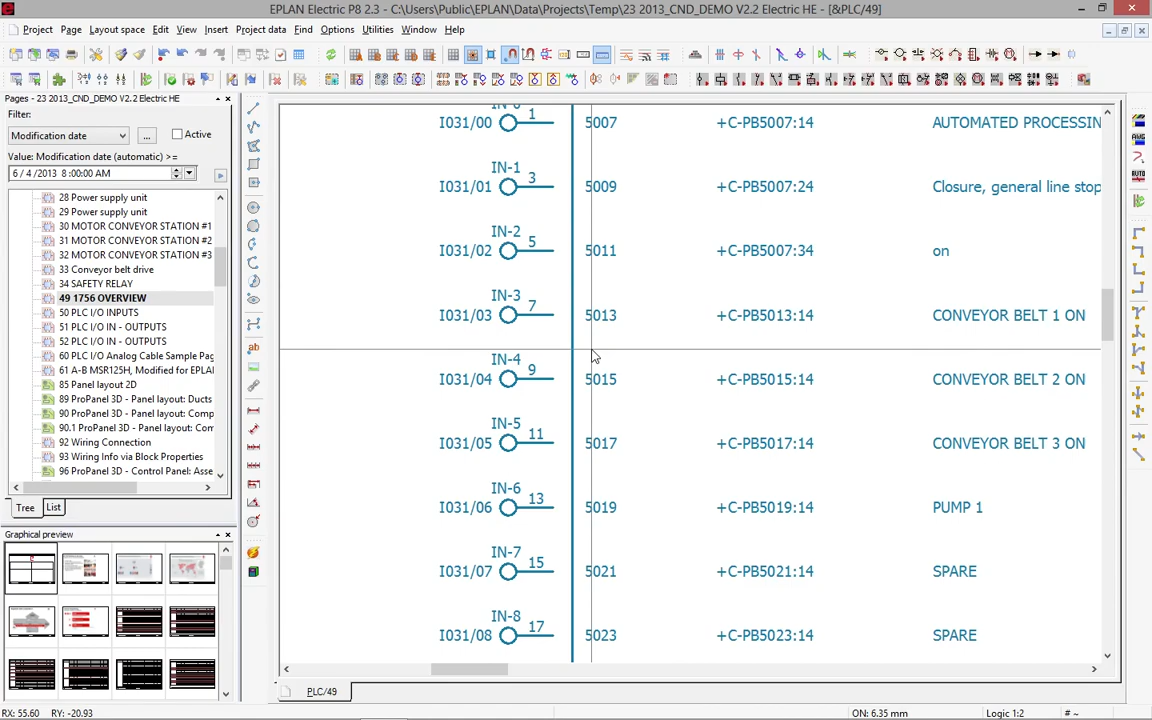 EPLAN Electric P8 2.3 - C:\Users\Public\EPLAN\Data\Projects\Temp\23 2013_CND_DEMO V2.2 Electric HE - [&PLC/49]
Project Page Layout space Edit View Insert Project data Find Options Utilities Window Help
Pages - 23 2013_CND_DEMO V2.2 Electric HE
Filter:
Modification date ... Active
Value: Modification date (automatic) >=
6 / 4 /2013 8 :00:00 AM
28 Power supply unit
29 Power supply unit
30 MOTOR CONVEYOR STATION #1
31 MOTOR CONVEYOR STATION #2
32 MOTOR CONVEYOR STATION #3
33 Conveyor belt drive
34 SAFETY RELAY
49 1756 OVERVIEW
50 PLC I/O INPUTS
51 PLC I/O IN - OUTPUTS
52 PLC I/O IN - OUTPUTS
60 PLC I/O Analog Cable Sample Pag
61 A-B MSR125H, Modified for EPLAI
85 Panel layout 2D
89 ProPanel 3D - Panel layout: Ducts
90 ProPanel 3D - Panel layout: Comp
90.1 ProPanel 3D - Panel layout: Con
92 Wiring Connection
93 Wiring Info via Block Properties
96 ProPanel 3D - Control Panel: Asse
Tree List
Graphical preview
IN-0
I031/00 1 5007 +C-PB5007:14 AUTOMATED PROCESSIN
IN-1
I031/01 3 5009 +C-PB5007:24 Closure, general line stop
IN-2
I031/02 5 5011 +C-PB5007:34 on
IN-3
I031/03 7 5013 +C-PB5013:14 CONVEYOR BELT 1 ON
IN-4
I031/04 9 5015 +C-PB5015:14 CONVEYOR BELT 2 ON
IN-5
I031/05 11 5017 +C-PB5017:14 CONVEYOR BELT 3 ON
IN-6
I031/06 13 5019 +C-PB5019:14 PUMP 1
IN-7
I031/07 15 5021 +C-PB5021:14 SPARE
IN-8
I031/08 17 5023 +C-PB5023:14 SPARE
PLC/49
RX: 55.60 RY: -20.93 ON: 6.35 mm Logic 1:2 # ~